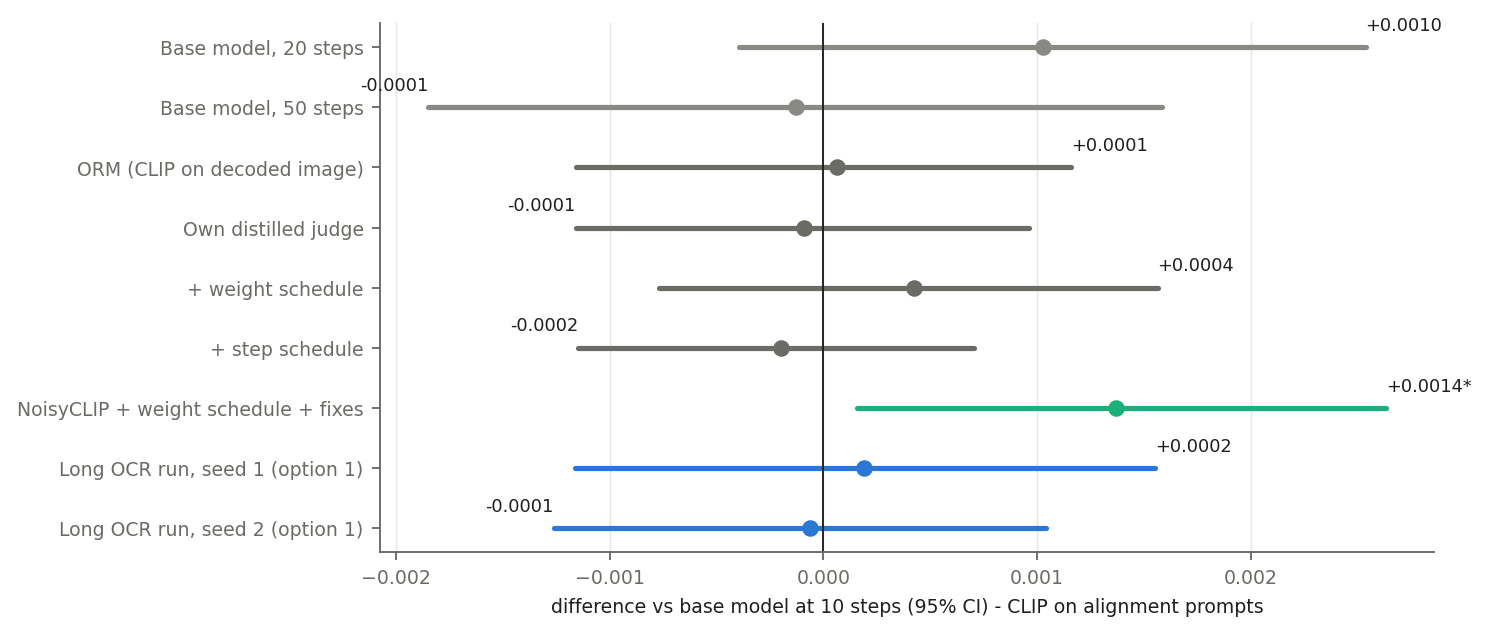 +0.0010
Base model, 20 steps
-0.0001
Base model, 50 steps
+0.0001
ORM (CLIP on decoded image)
-0.0001
Own distilled judge
+0.0004
+ weight schedule
-0.0002
+ step schedule
+0.0014*
NoisyCLIP + weight schedule + fixes
+0.0002
Long OCR run, seed 1 (option 1)
-0.0001
Long OCR run, seed 2 (option 1)
−0.002 −0.001 0.000 0.001 0.002
difference vs base model at 10 steps (95% CI) - CLIP on alignment prompts